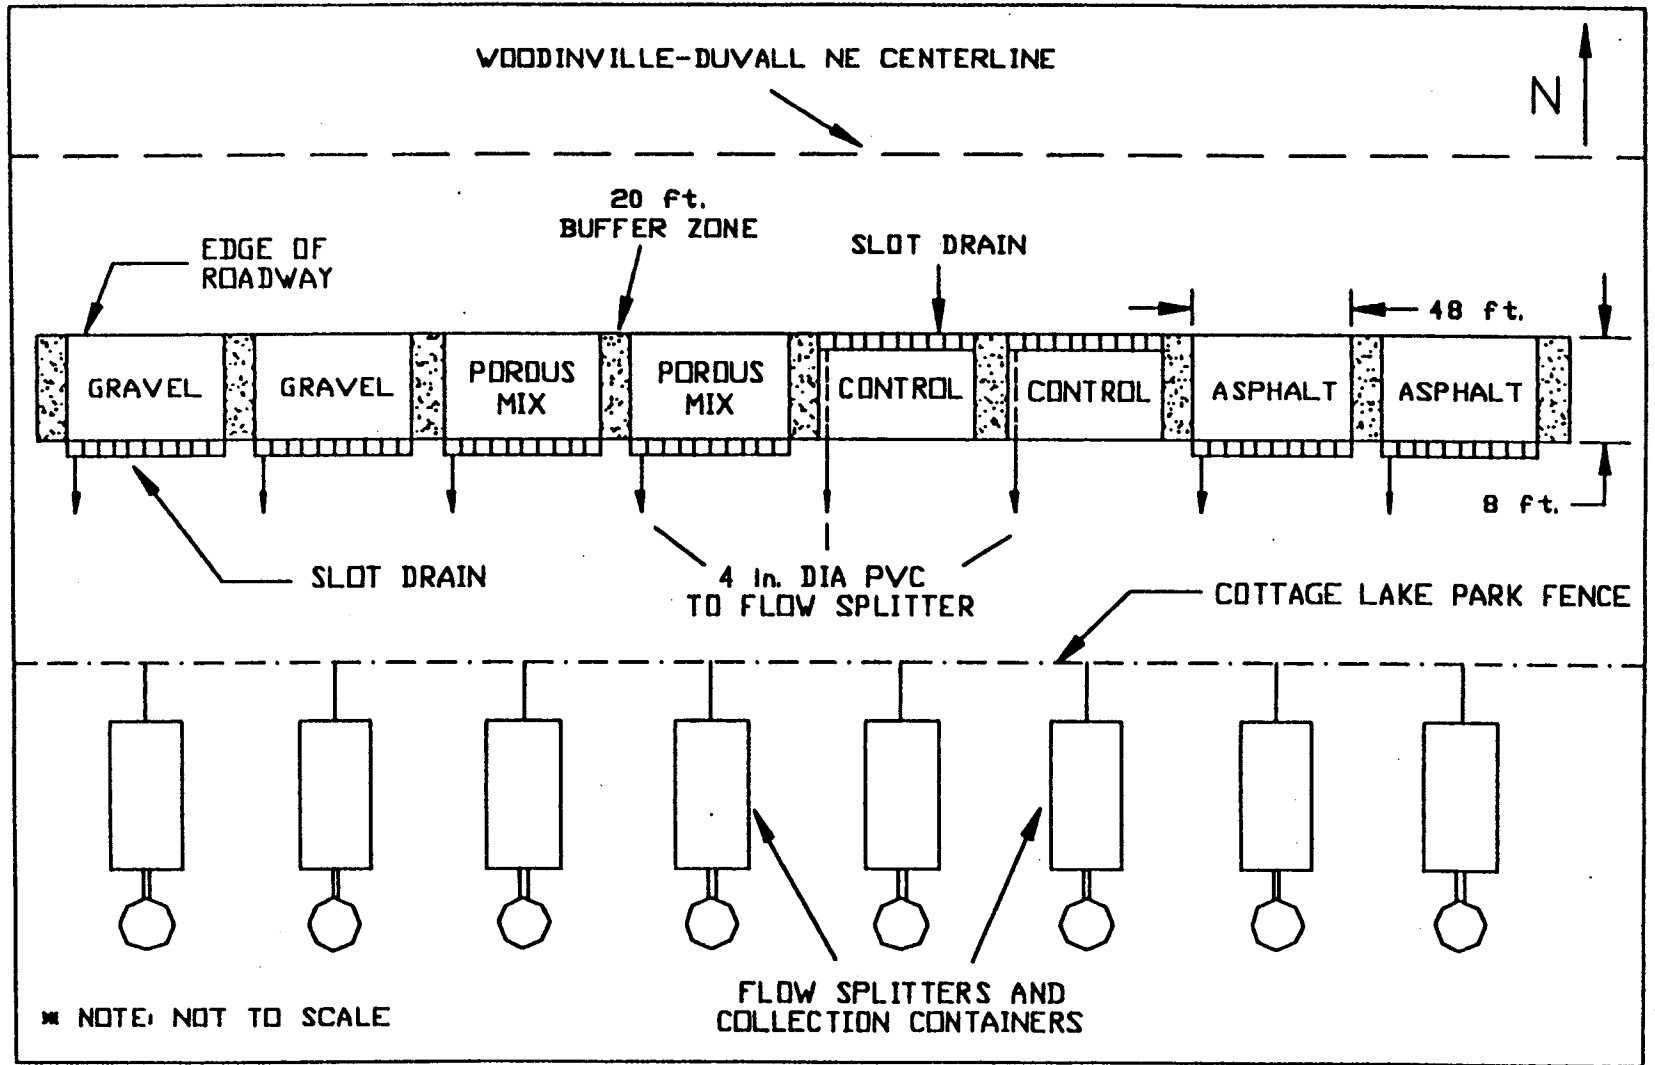 WOODINVILLE-DUVALL NE CENTERLINE
N
20 ft.
BUFFER ZONE
EDGE OF
ROADWAY
SLOT DRAIN
48 ft.
GRAVEL
GRAVEL
POROUS
MIX
POROUS
MIX
CONTROL
CONTROL
ASPHALT
ASPHALT
8 ft.
SLOT DRAIN
4 in. DIA PVC
TO FLOW SPLITTER
COTTAGE LAKE PARK FENCE
FLOW SPLITTERS AND
COLLECTION CONTAINERS
* NOTE: NOT TO SCALE